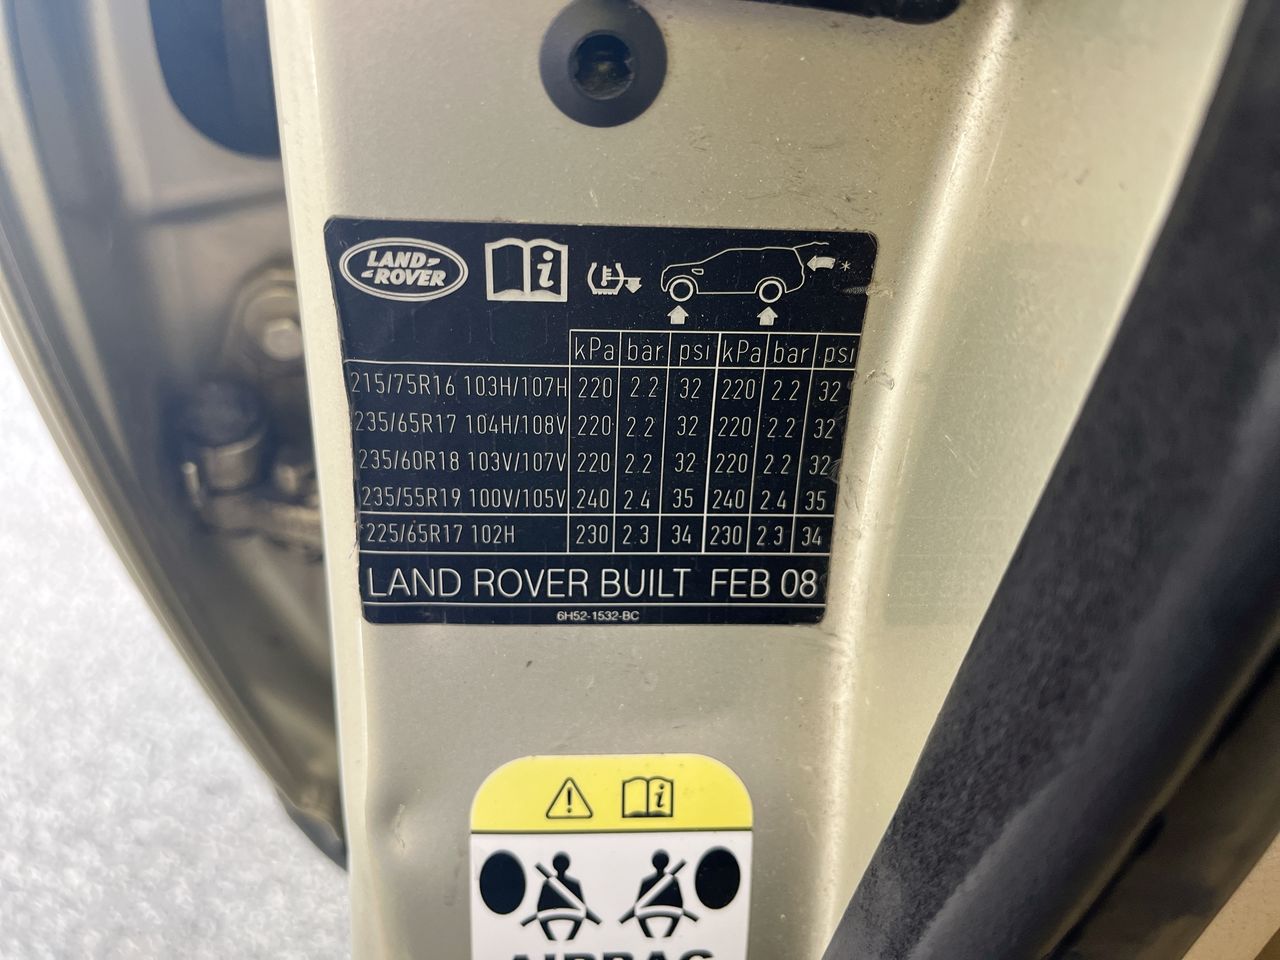 LAND ROVER
kPa bar psi kPa bar psi
215/75R16 103H/107H 220 2.2 32 220 2.2 32
235/65R17 104H/108V 220 2.2 32 220 2.2 32
235/60R18 103V/107V 220 2.2 32 220 2.2 32
235/55R19 100V/105V 240 2.4 35 240 2.4 35
225/65R17 102H 230 2.3 34 230 2.3 34
LAND ROVER BUILT FEB 08
6H52-1532-BC
AIRBAG